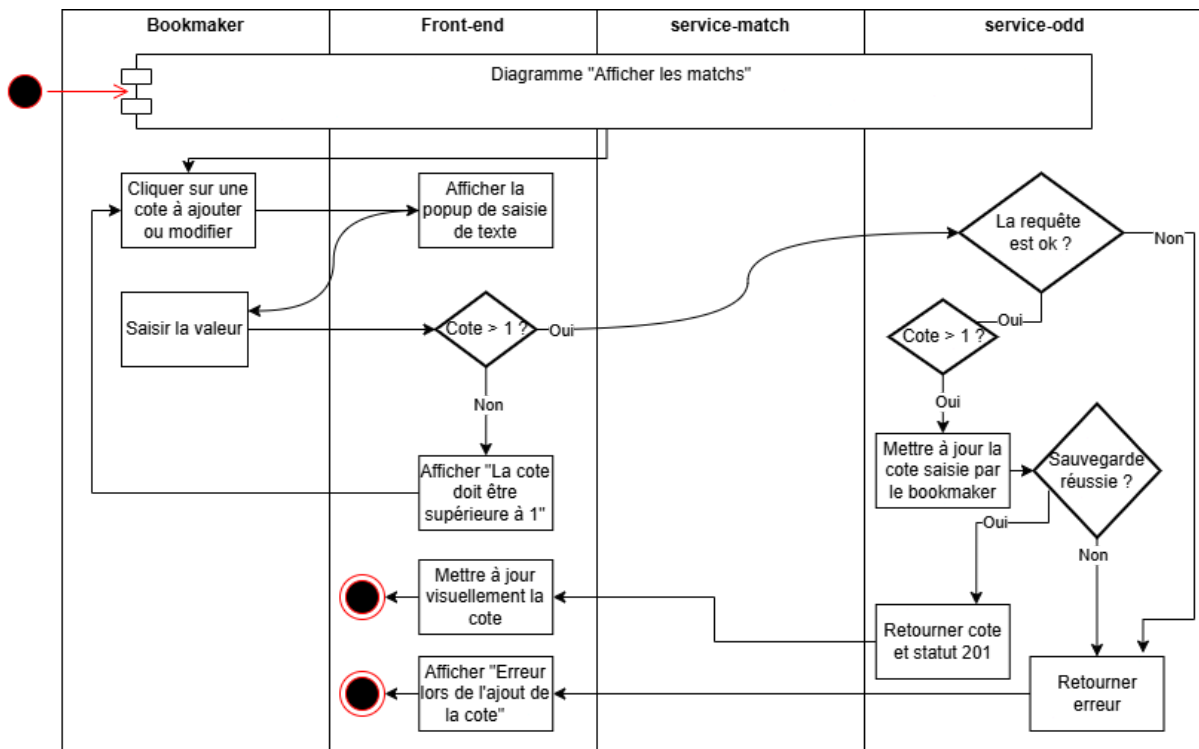 Bookmaker
Front-end
service-match
service-odd
Diagramme "Afficher les matchs"
Cliquer sur une
cote à ajouter
ou modifier
Afficher la
popup de saisie
de texte
La requête
est ok ?
Non
Saisir la valeur
Cote > 1 ?
Oui
Oui
Cote > 1 ?
Non
Oui
Afficher "La cote
doit être
supérieure à 1"
Mettre à jour la
cote saisie par
le bookmaker
Sauvegarde
réussie ?
Oui
Non
Mettre à jour
visuellement la
cote
Retourner cote
et statut 201
Afficher "Erreur
lors de l'ajout de
la cote"
Retourner
erreur